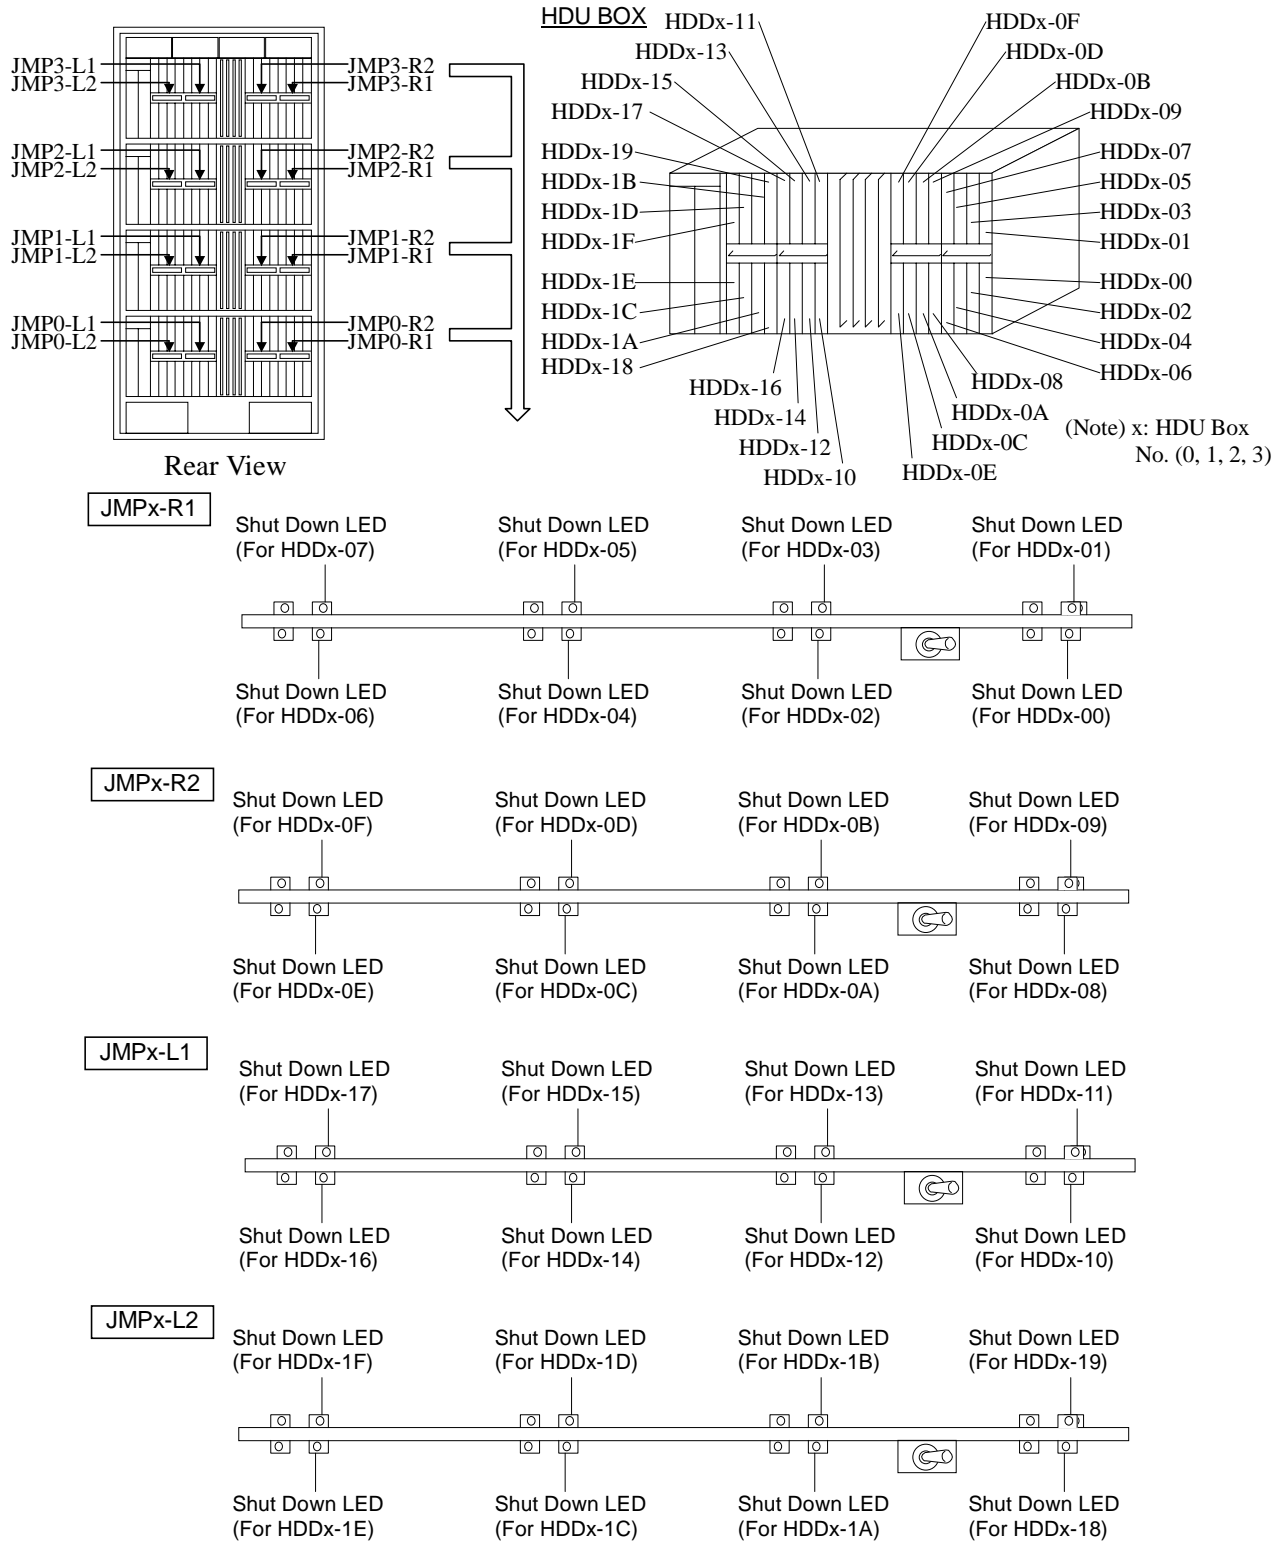 HDU BOX
HDDx-11
HDDx-13
HDDx-15
HDDx-17
HDDx-19
HDDx-1B
HDDx-1D
HDDx-1F
HDDx-1E
HDDx-1C
HDDx-1A
HDDx-18
HDDx-16
HDDx-14
HDDx-12
HDDx-10
HDDx-0F
HDDx-0D
HDDx-0B
HDDx-09
HDDx-07
HDDx-05
HDDx-03
HDDx-01
HDDx-00
HDDx-02
HDDx-04
HDDx-06
HDDx-08
HDDx-0A
HDDx-0C
HDDx-0E
(Note) x: HDU Box
No. (0, 1, 2, 3)
JMP3-L1
JMP3-L2
JMP3-R2
JMP3-R1
JMP2-L1
JMP2-L2
JMP2-R2
JMP2-R1
JMP1-L1
JMP1-L2
JMP1-R2
JMP1-R1
JMP0-L1
JMP0-L2
JMP0-R2
JMP0-R1
Rear View
JMPx-R1
Shut Down LED
(For HDDx-07)
Shut Down LED
(For HDDx-05)
Shut Down LED
(For HDDx-03)
Shut Down LED
(For HDDx-01)
Shut Down LED
(For HDDx-06)
Shut Down LED
(For HDDx-04)
Shut Down LED
(For HDDx-02)
Shut Down LED
(For HDDx-00)
JMPx-R2
Shut Down LED
(For HDDx-0F)
Shut Down LED
(For HDDx-0D)
Shut Down LED
(For HDDx-0B)
Shut Down LED
(For HDDx-09)
Shut Down LED
(For HDDx-0E)
Shut Down LED
(For HDDx-0C)
Shut Down LED
(For HDDx-0A)
Shut Down LED
(For HDDx-08)
JMPx-L1
Shut Down LED
(For HDDx-17)
Shut Down LED
(For HDDx-15)
Shut Down LED
(For HDDx-13)
Shut Down LED
(For HDDx-11)
Shut Down LED
(For HDDx-16)
Shut Down LED
(For HDDx-14)
Shut Down LED
(For HDDx-12)
Shut Down LED
(For HDDx-10)
JMPx-L2
Shut Down LED
(For HDDx-1F)
Shut Down LED
(For HDDx-1D)
Shut Down LED
(For HDDx-1B)
Shut Down LED
(For HDDx-19)
Shut Down LED
(For HDDx-1E)
Shut Down LED
(For HDDx-1C)
Shut Down LED
(For HDDx-1A)
Shut Down LED
(For HDDx-18)